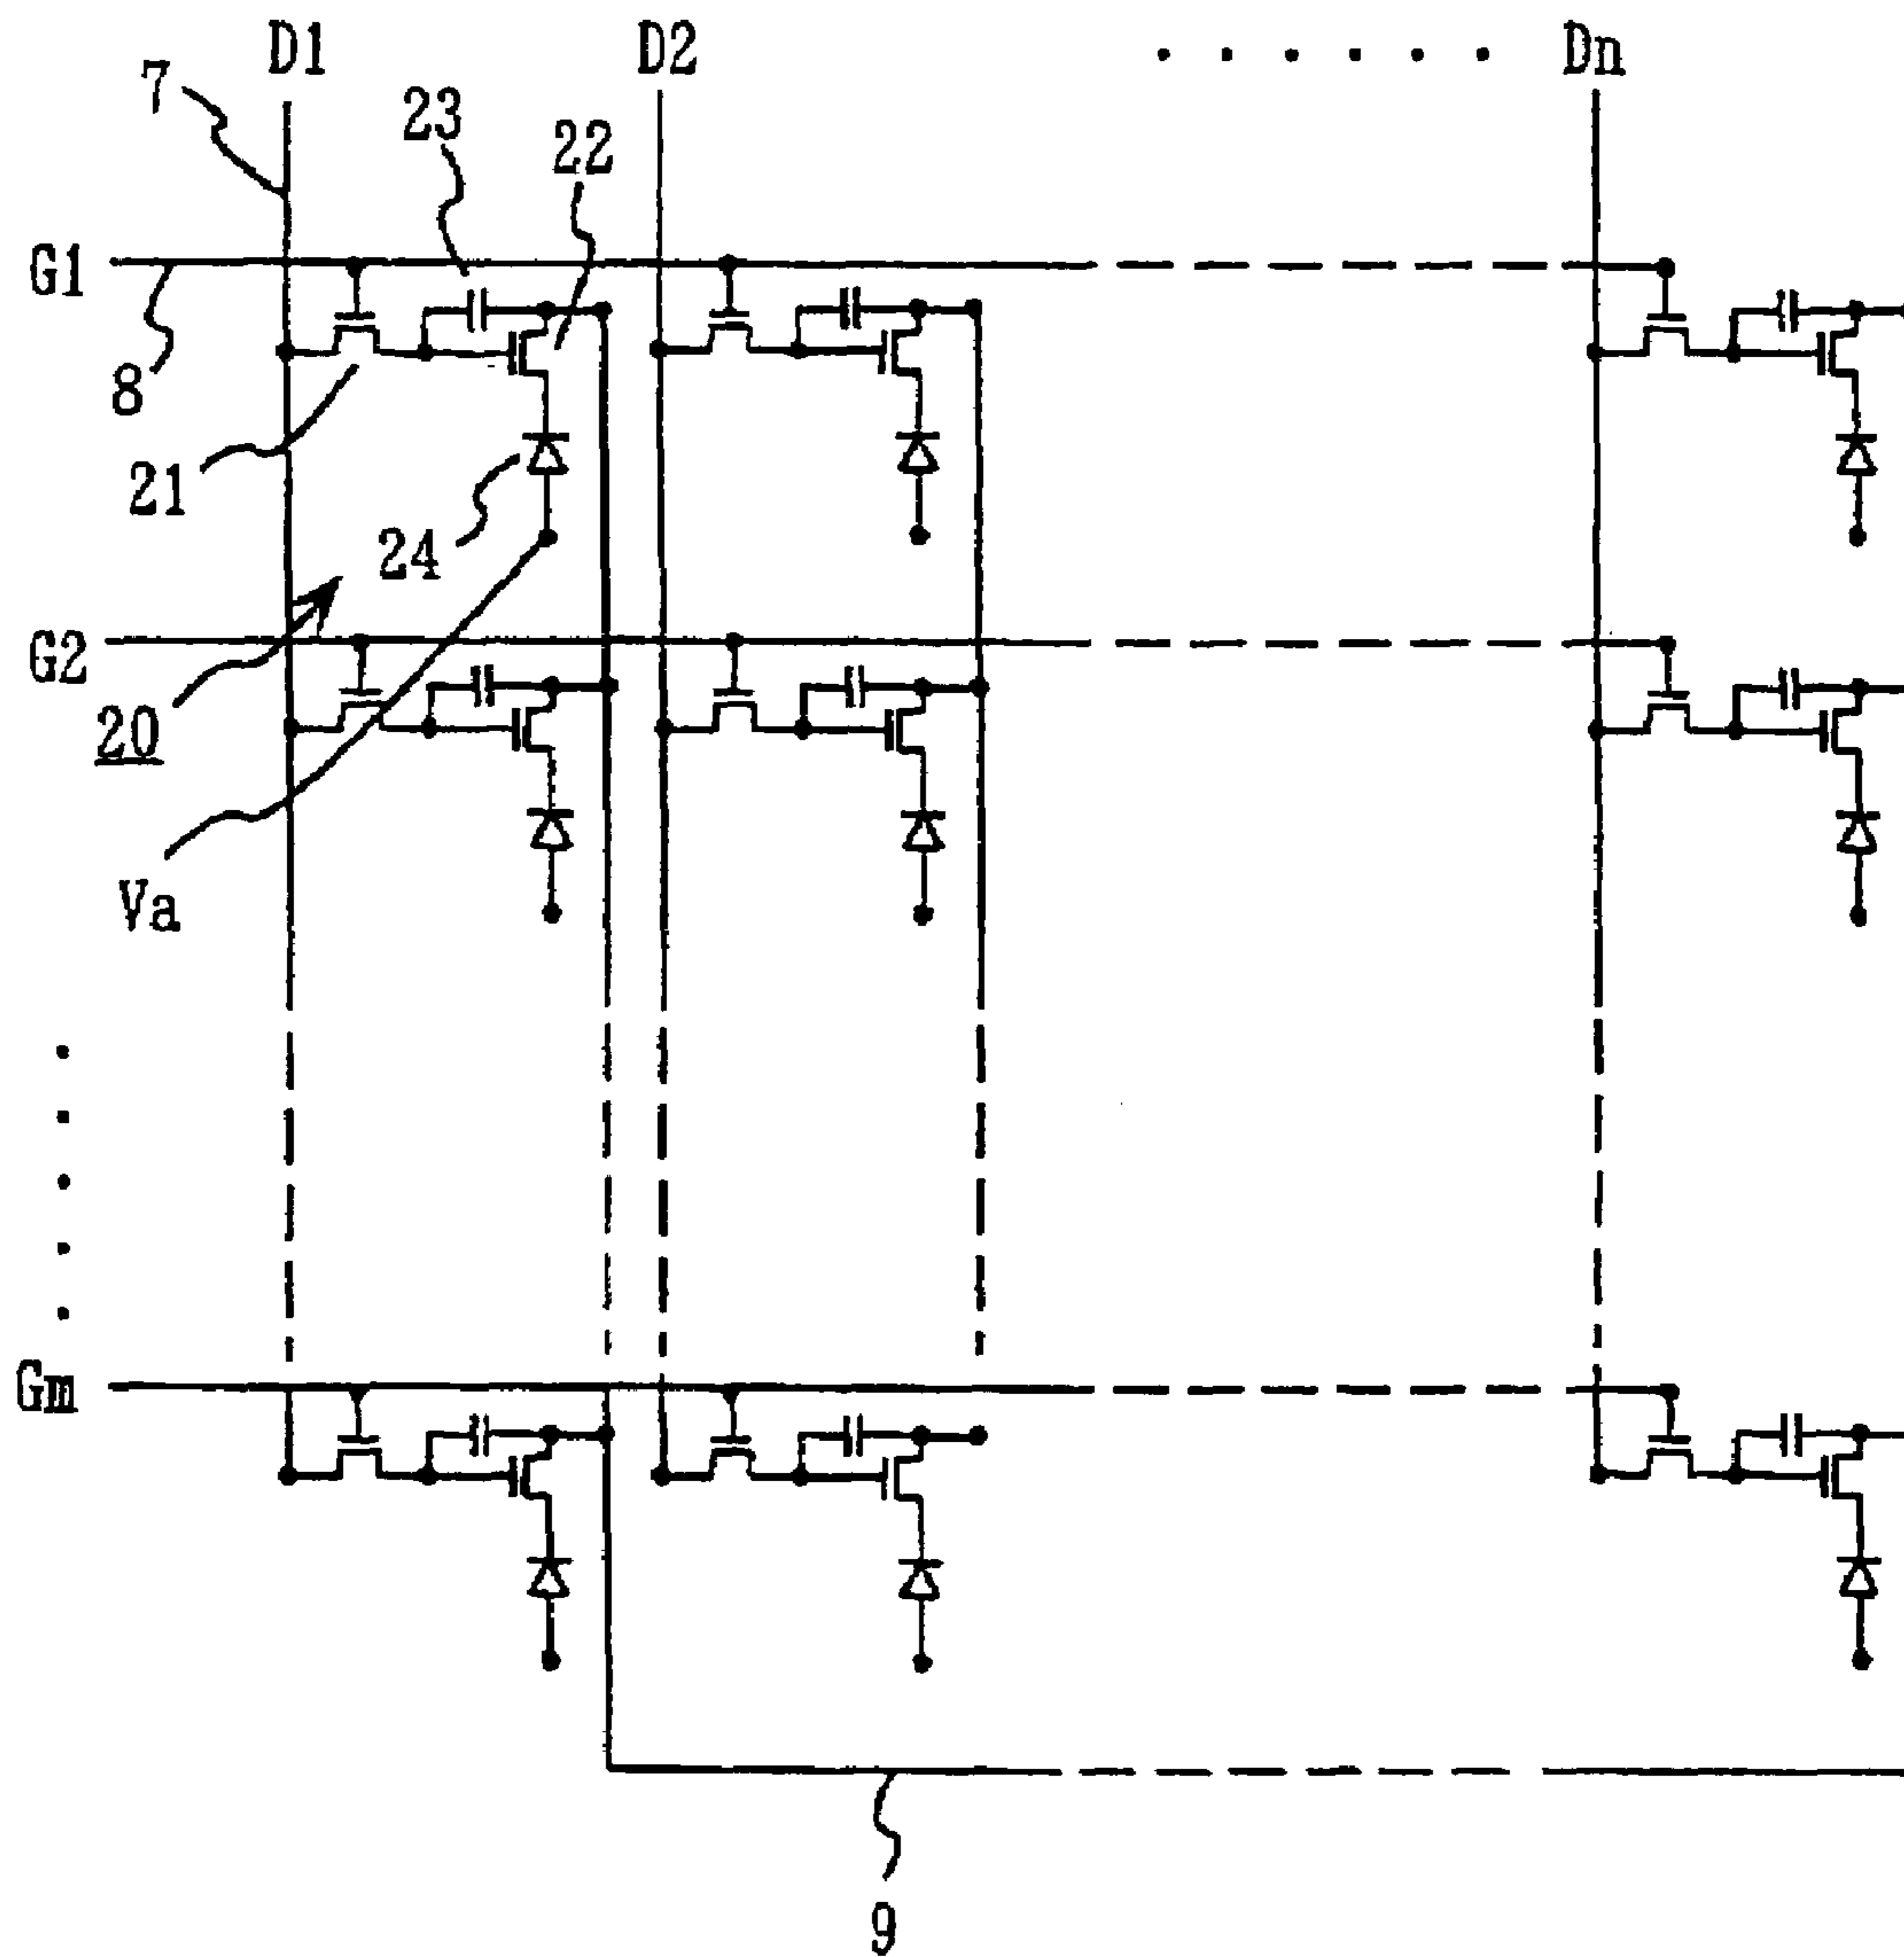 D1 D2 . . . . . . Dn
7
23
22
G1
8
21
24
G2
20
Va
Gm
9